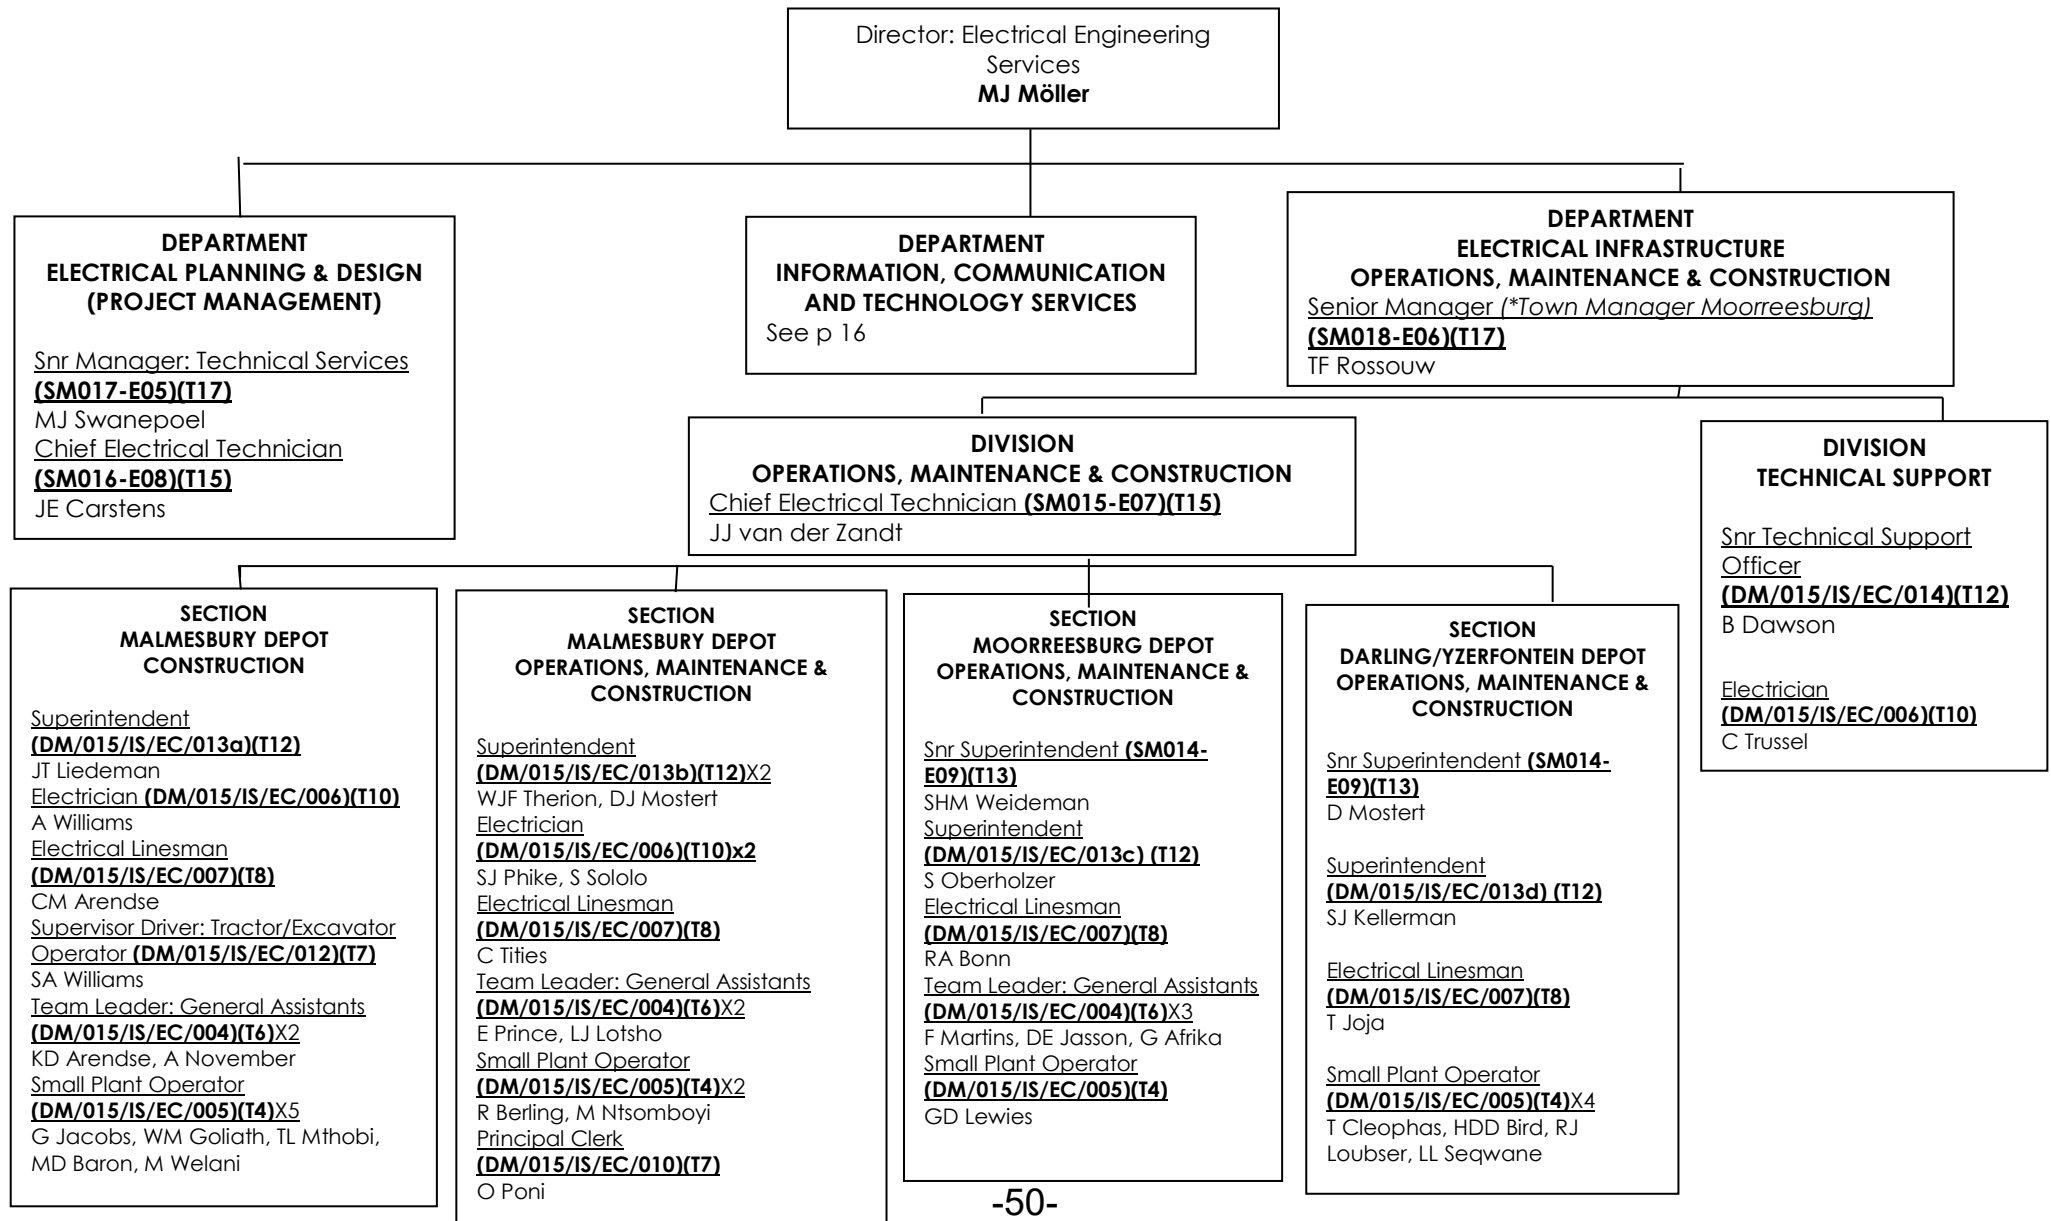 Director: Electrical Engineering
Services
MJ Möller
DEPARTMENT
ELECTRICAL PLANNING & DESIGN
(PROJECT MANAGEMENT)
Snr Manager: Technical Services
(SM017-E05)(T17)
MJ Swanepoel
Chief Electrical Technician
(SM016-E08)(T15)
JE Carstens
DEPARTMENT
INFORMATION, COMMUNICATION
AND TECHNOLOGY SERVICES
See p 16
DEPARTMENT
ELECTRICAL INFRASTRUCTURE
OPERATIONS, MAINTENANCE & CONSTRUCTION
Senior Manager (*Town Manager Moorreesburg)
(SM018-E06)(T17)
TF Rossouw
DIVISION
OPERATIONS, MAINTENANCE & CONSTRUCTION
Chief Electrical Technician (SM015-E07)(T15)
JJ van der Zandt
DIVISION
TECHNICAL SUPPORT
Snr Technical Support
Officer
(DM/015/IS/EC/014)(T12)
B Dawson
Electrician
(DM/015/IS/EC/006)(T10)
C Trussel
SECTION
MALMESBURY DEPOT
CONSTRUCTION
Superintendent
(DM/015/IS/EC/013a)(T12)
JT Liedeman
Electrician (DM/015/IS/EC/006)(T10)
A Williams
Electrical Linesman
(DM/015/IS/EC/007)(T8)
CM Arendse
Supervisor Driver: Tractor/Excavator
Operator (DM/015/IS/EC/012)(T7)
SA Williams
Team Leader: General Assistants
(DM/015/IS/EC/004)(T6)X2
KD Arendse, A November
Small Plant Operator
(DM/015/IS/EC/005)(T4)X5
G Jacobs, WM Goliath, TL Mthobi,
MD Baron, M Welani
SECTION
MALMESBURY DEPOT
OPERATIONS, MAINTENANCE &
CONSTRUCTION
Superintendent
(DM/015/IS/EC/013b)(T12)X2
WJF Therion, DJ Mostert
Electrician
(DM/015/IS/EC/006)(T10)x2
SJ Phike, S Sololo
Electrical Linesman
(DM/015/IS/EC/007)(T8)
C Tities
Team Leader: General Assistants
(DM/015/IS/EC/004)(T6)X2
E Prince, LJ Lotsho
Small Plant Operator
(DM/015/IS/EC/005)(T4)X2
R Berling, M Ntsomboyi
Principal Clerk
(DM/015/IS/EC/010)(T7)
O Poni
SECTION
MOORREESBURG DEPOT
OPERATIONS, MAINTENANCE &
CONSTRUCTION
Snr Superintendent (SM014-
E09)(T13)
SHM Weideman
Superintendent
(DM/015/IS/EC/013c) (T12)
S Oberholzer
Electrical Linesman
(DM/015/IS/EC/007)(T8)
RA Bonn
Team Leader: General Assistants
(DM/015/IS/EC/004)(T6)X3
F Martins, DE Jasson, G Afrika
Small Plant Operator
(DM/015/IS/EC/005)(T4)
GD Lewies
SECTION
DARLING/YZERFONTEIN DEPOT
OPERATIONS, MAINTENANCE &
CONSTRUCTION
Snr Superintendent (SM014-
E09)(T13)
D Mostert
Superintendent
(DM/015/IS/EC/013d) (T12)
SJ Kellerman
Electrical Linesman
(DM/015/IS/EC/007)(T8)
T Joja
Small Plant Operator
(DM/015/IS/EC/005)(T4)X4
T Cleophas, HDD Bird, RJ
Loubser, LL Seqwane
-50-